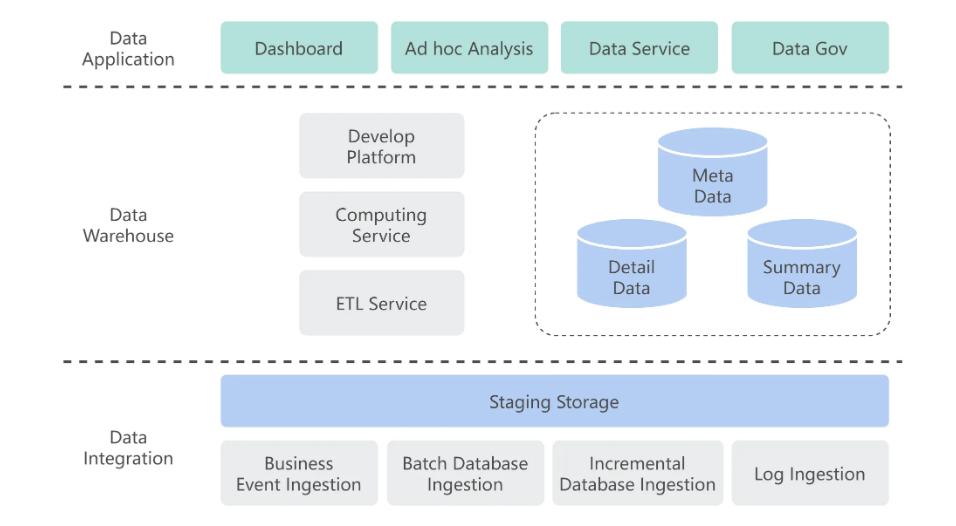 Data
Application
Dashboard
Ad hoc Analysis
Data Service
Data Gov
Data
Warehouse
Develop
Platform
Computing
Service
ETL Service
Meta
Data
Detail
Data
Summary
Data
Data
Integration
Staging Storage
Business
Event Ingestion
Batch Database
Ingestion
Incremental
Database Ingestion
Log Ingestion